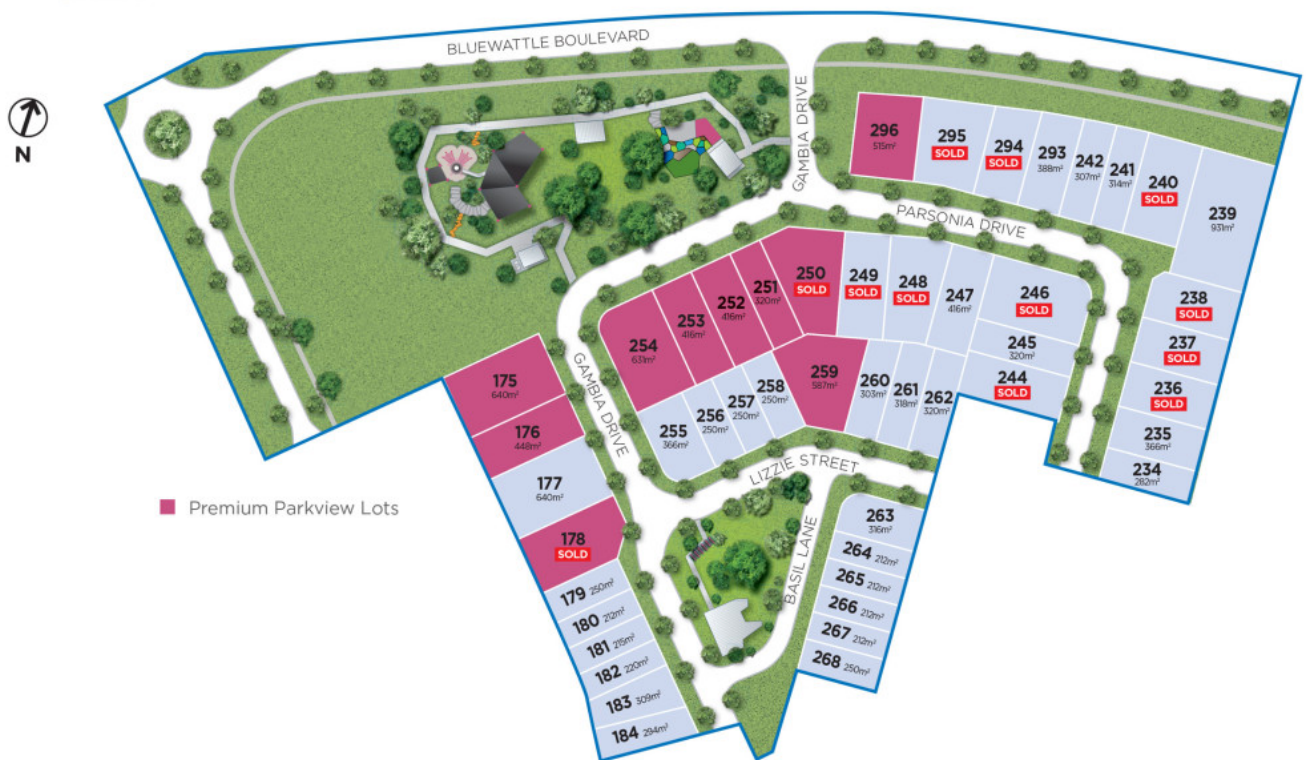 BLUEWATTLE BOULEVARD
N
GAMBIA DRIVE
296
515m²
295
SOLD
294
SOLD
293
388m²
242
307m²
241
314m²
240
SOLD
239
931m²
PARSONIA DRIVE
254
631m²
253
416m²
252
416m²
251
320m²
250
SOLD
249
SOLD
248
SOLD
247
416m²
246
SOLD
245
320m²
244
SOLD
238
SOLD
237
SOLD
236
SOLD
235
366m²
234
282m²
175
640m²
176
448m²
177
640m²
178
SOLD
GAMBIA DRIVE
255
366m²
256
250m²
257
250m²
258
250m²
259
587m²
260
303m²
261
318m²
262
320m²
LIZZIE STREET
Premium Parkview Lots
BASIL LANE
263
316m²
264 212m²
265 212m²
266 212m²
267 212m²
268 250m²
179 250m²
180 212m²
181 215m²
182 220m²
183 309m²
184 294m²